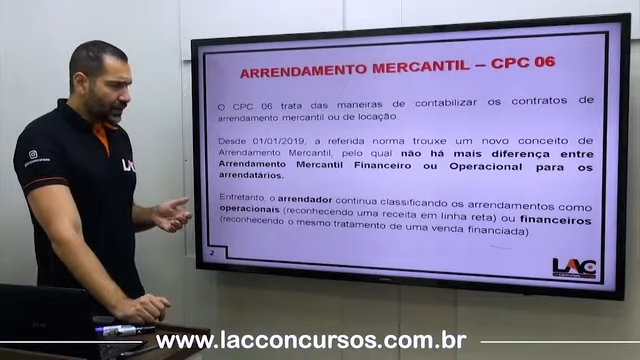 ARRENDAMENTO MERCANTIL – CPC 06
O CPC 06 trata das maneiras de contabilizar os contratos de
arrendamento mercantil ou de locação.
Desde 01/01/2019, a referida norma trouxe um novo conceito de
Arrendamento Mercantil, pelo qual não há mais diferença entre
Arrendamento Mercantil Financeiro ou Operacional para os
arrendatários.
Entretanto, o arrendador continua classificando os arrendamentos como
operacionais (reconhecendo uma receita em linha reta) ou financeiros
(reconhecendo o mesmo tratamento de uma venda financiada).
2
LAC
CONCURSOS
LAC
www.lacconcursos.com.br